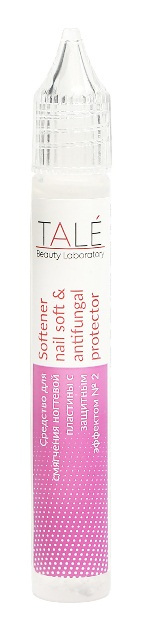 TALÉ
Beauty Laboratory
Softener
nail soft &
antifungal
protector
Средство для
смягчения ногтевой
пластины с
защитным
эффектом № 2